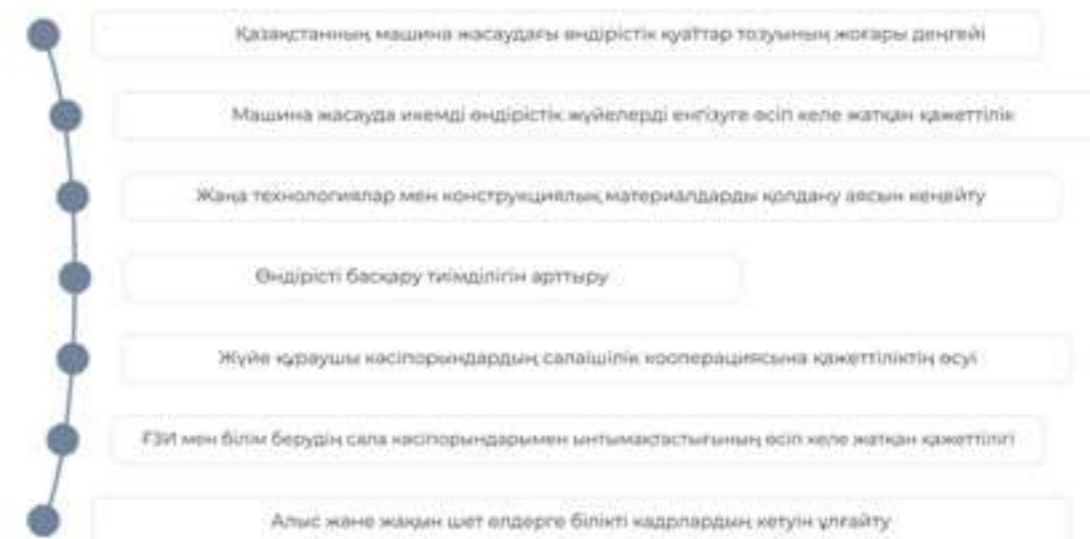 Қазақстанның машина жасаудағы өндірістік қуаттар тозуының жоғары деңгейі
Машина жасауда икемді өндірістік жүйелерді енгізуге өсіп келе жатқан қажеттілік
Жаңа технологиялар мен конструкциялық материалдарды қолдану аясын кеңейту
Өндірісті басқару тиімділігін арттыру
Жүйе құраушы кәсіпорындардың салаішілік кооперациясына қажеттіліктің өсуі
ҒЗИ мен білім берудің сала кәсіпорындарымен ынтымақтастығының өсіп келе жатқан қажеттілігі
Алыс және жақын шет елдерге білікті кадрлардың кетуін ұлғайту